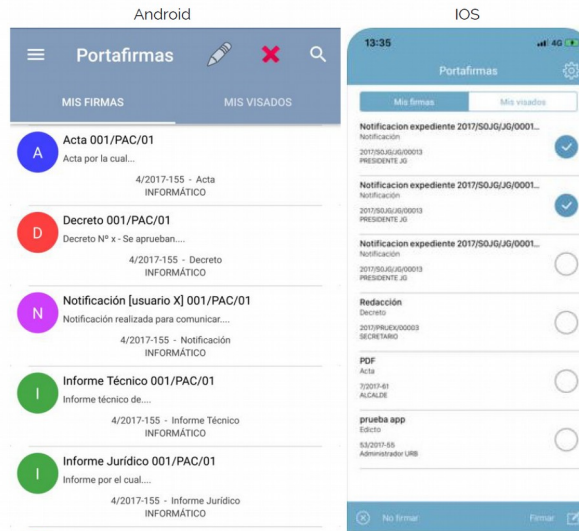 Android
Portafirmas
MIS FIRMAS MIS VISADOS
A
Acta 001/PAC/01
Acta por la cual...
4/2017-155 - Acta
INFORMÁTICO
D
Decreto 001/PAC/01
Decreto Nº x - Se aprueban....
4/2017-155 - Decreto
INFORMÁTICO
N
Notificación [usuario X] 001/PAC/01
Notificación realizada para comunicar....
4/2017-155 - Notificación
INFORMÁTICO
I
Informe Técnico 001/PAC/01
Informe técnico de....
4/2017-155 - Informe Técnico
INFORMÁTICO
I
Informe Jurídico 001/PAC/01
Informe por el cual....
4/2017-155 - Informe Jurídico
INFORMÁTICO
IOS
13:35 4G
Portafirmas
Mis firmas Mis visados
Notificacion expediente 2017/S0JG/JG/0001...
Notificación
2017/S0JG/JG/00013
PRESIDENTE JG
Notificacion expediente 2017/S0JG/JG/0001...
Notificación
2017/S0JG/JG/00013
PRESIDENTE JG
Notificacion expediente 2017/S0JG/JG/0001...
Notificación
2017/S0JG/JG/00013
PRESIDENTE JG
Redacción
Decreto
2017/PRUEX/00003
SECRETARIO
PDF
Acta
7/2017-61
ALCALDE
prueba app
Edicto
53/2017-55
Administrador URB
No firmar Firmar